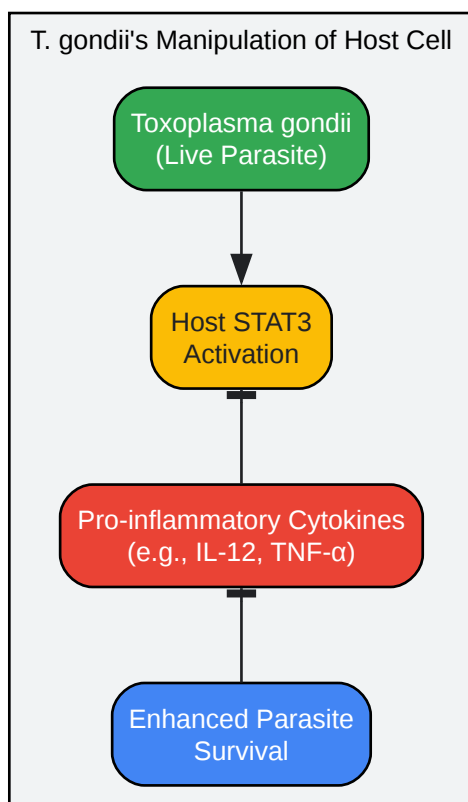 T. gondii's Manipulation of Host Cell
Toxoplasma gondii
(Live Parasite)
Host STAT3
Activation
Pro-inflammatory Cytokines
(e.g., IL-12, TNF-α)
Enhanced Parasite
Survival